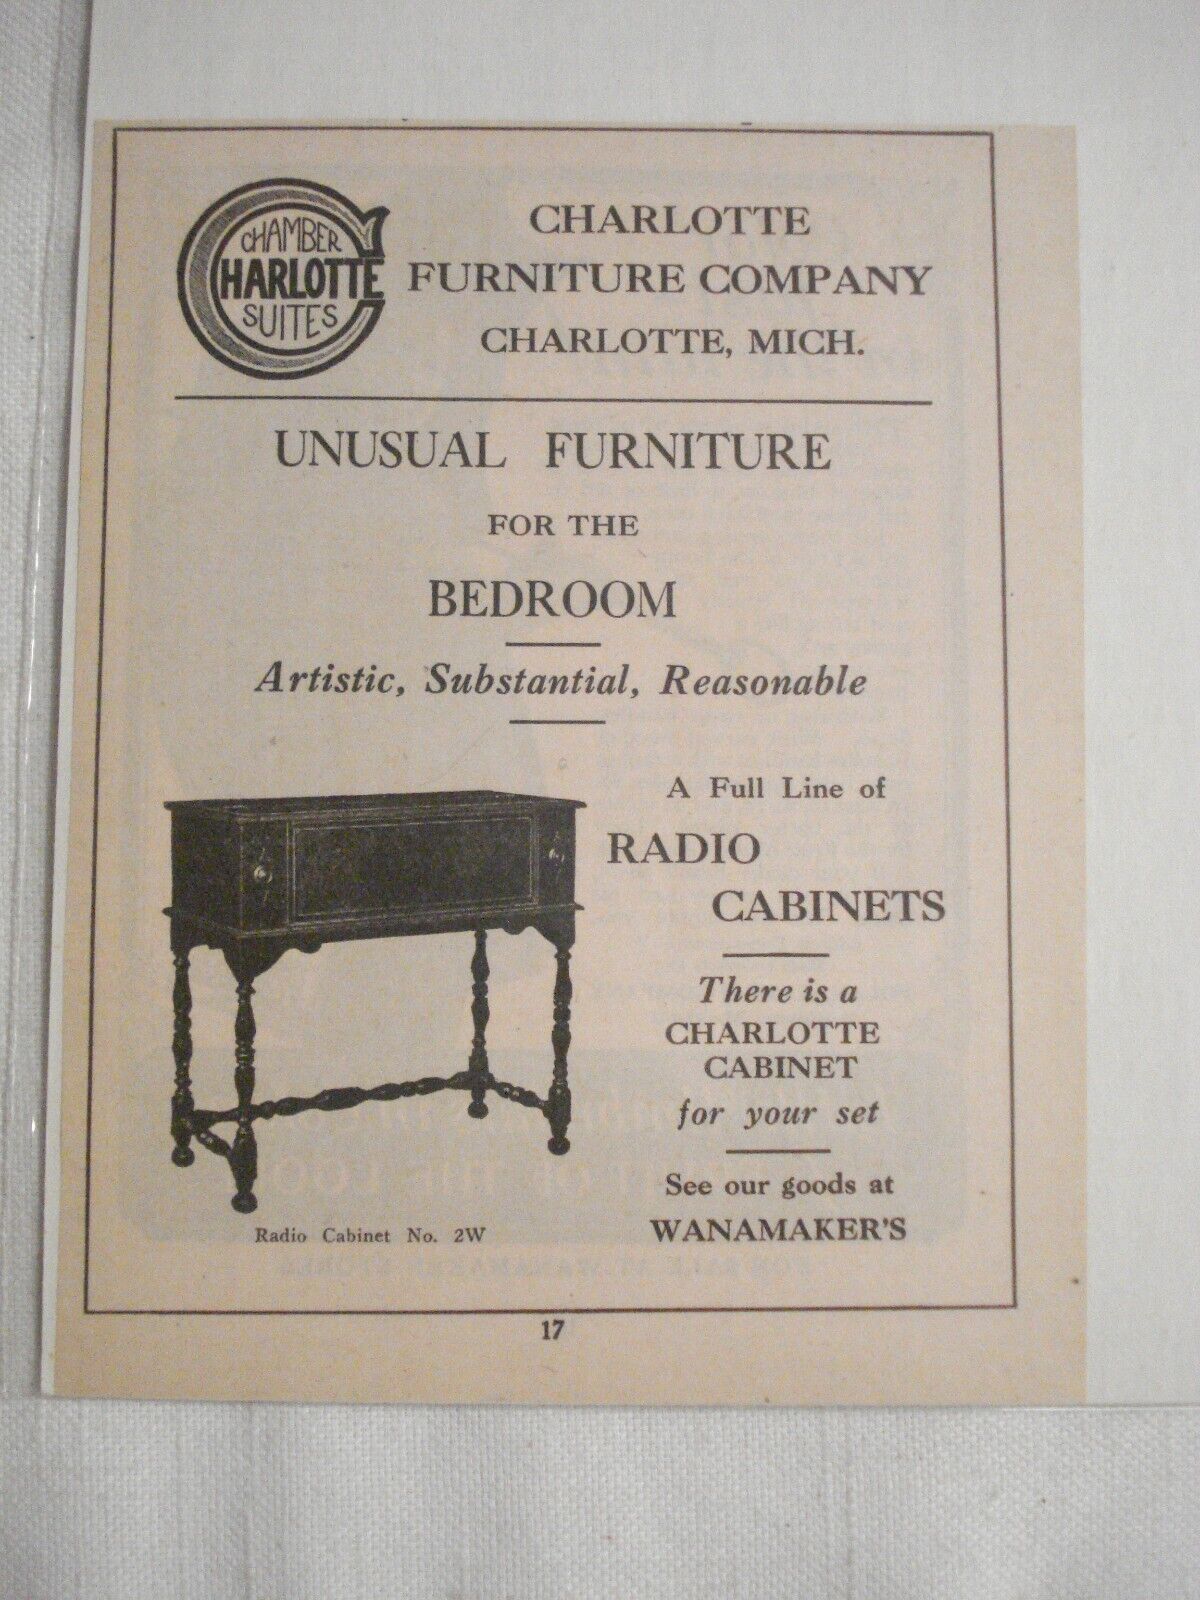 CHAMBER
CHARLOTTE
SUITES
CHARLOTTE
FURNITURE COMPANY
CHARLOTTE, MICH.
UNUSUAL FURNITURE
FOR THE
BEDROOM
Artistic, Substantial, Reasonable
A Full Line of
RADIO
CABINETS
There is a
CHARLOTTE
CABINET
for your set
See our goods at
WANAMAKER'S
Radio Cabinet No. 2W
17